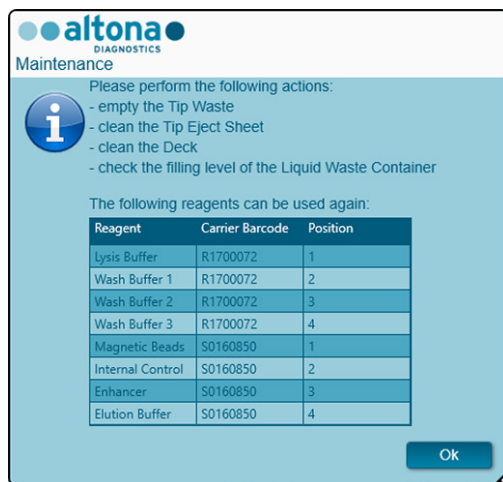 altona
DIAGNOSTICS
Maintenance
Please perform the following actions:
- empty the Tip Waste
- clean the Tip Eject Sheet
- clean the Deck
- check the filling level of the Liquid Waste Container
The following reagents can be used again:
Reagent Carrier Barcode Position
Lysis Buffer R1700072 1
Wash Buffer 1 R1700072 2
Wash Buffer 2 R1700072 3
Wash Buffer 3 R1700072 4
Magnetic Beads S0160850 1
Internal Control S0160850 2
Enhancer S0160850 3
Elution Buffer S0160850 4
Ok